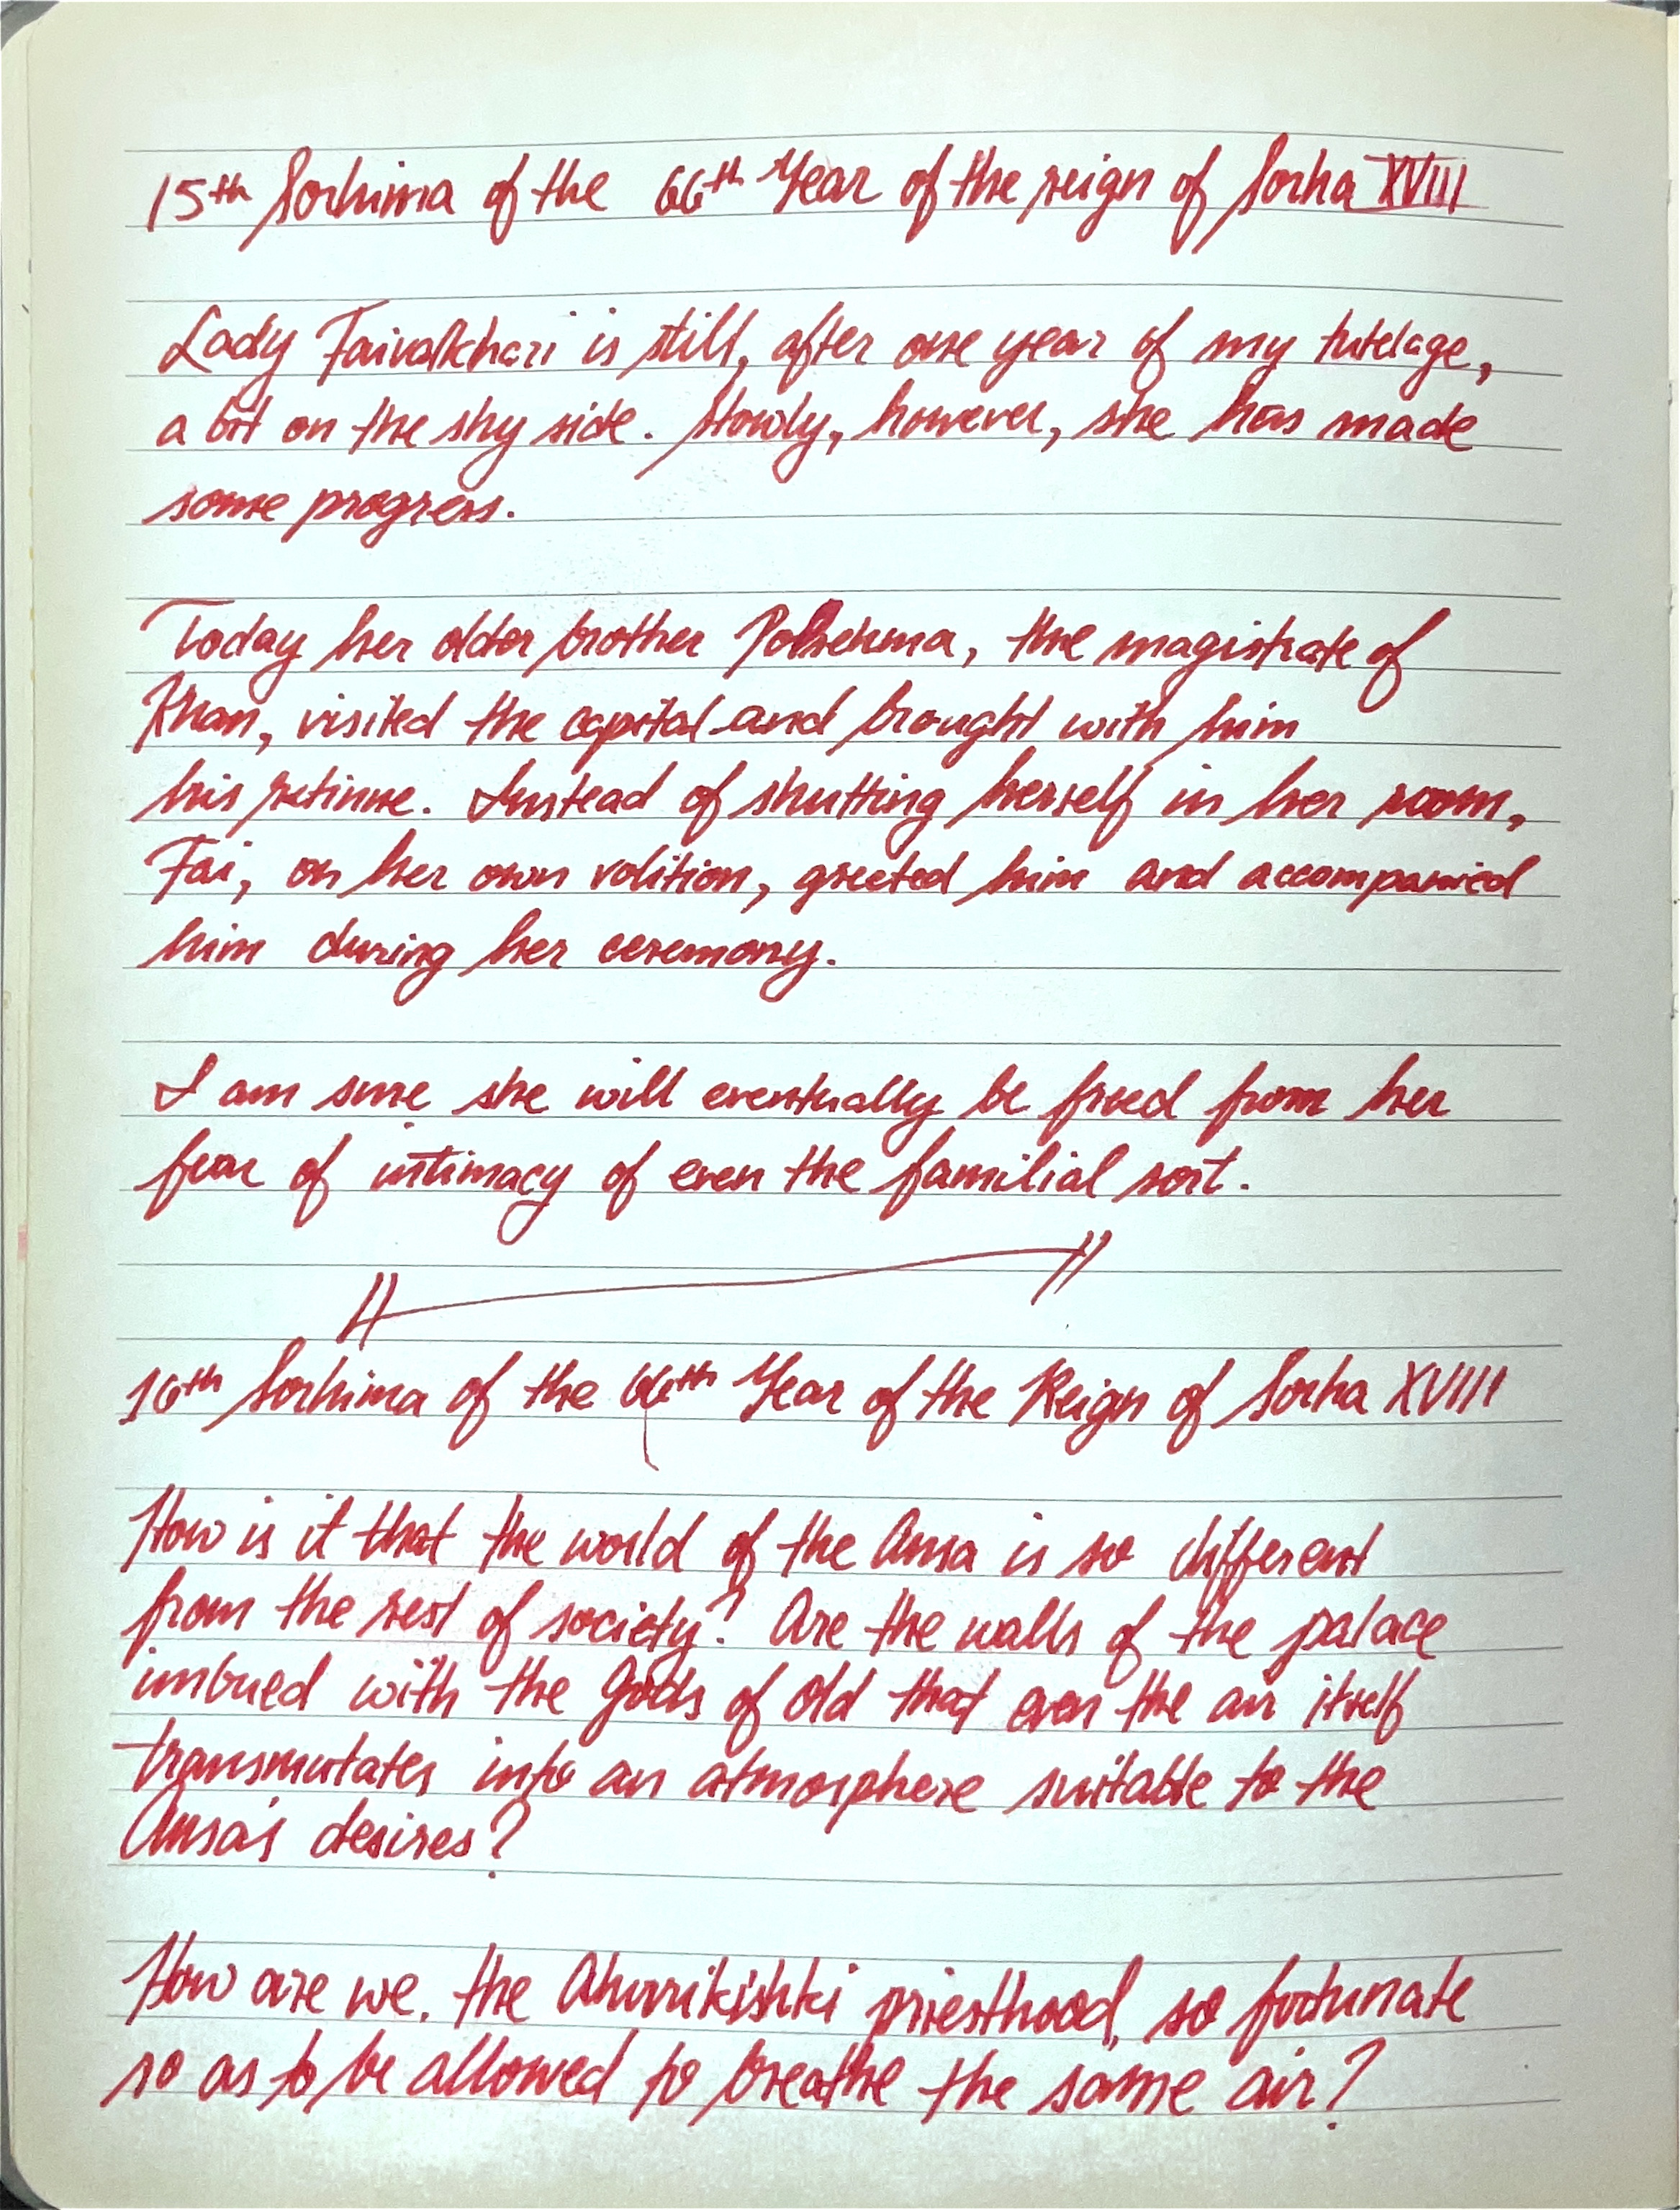 15th Sorhima of the 66th Year of the reign of Sorha XVIII
Lady Faivalkhari is still, after one year of my tutelage,
a bit on the shy side. Slowly, however, she has made
some progress.
Today her older brother the magistrate of
Khan, visited the capital and brought with him
his retinue. Instead of shutting herself in her room,
Fai, on her own volition, greeted him and accompanied
him during her ceremony.
I am sure she will eventually be freed from her
fear of intimacy of even the familial sort.
16th Sorhima of the 66th Year of the Reign of Sorha XVIII
How is it that the world of the Ansa is so different
from the rest of society? Are the walls of the palace
imbued with the Gods of Old that even the air itself
transmutates into an atmosphere suitable to the
Ansa's desires?
How are we, the priesthood, so fortunate
so as to be allowed to breathe the same air?